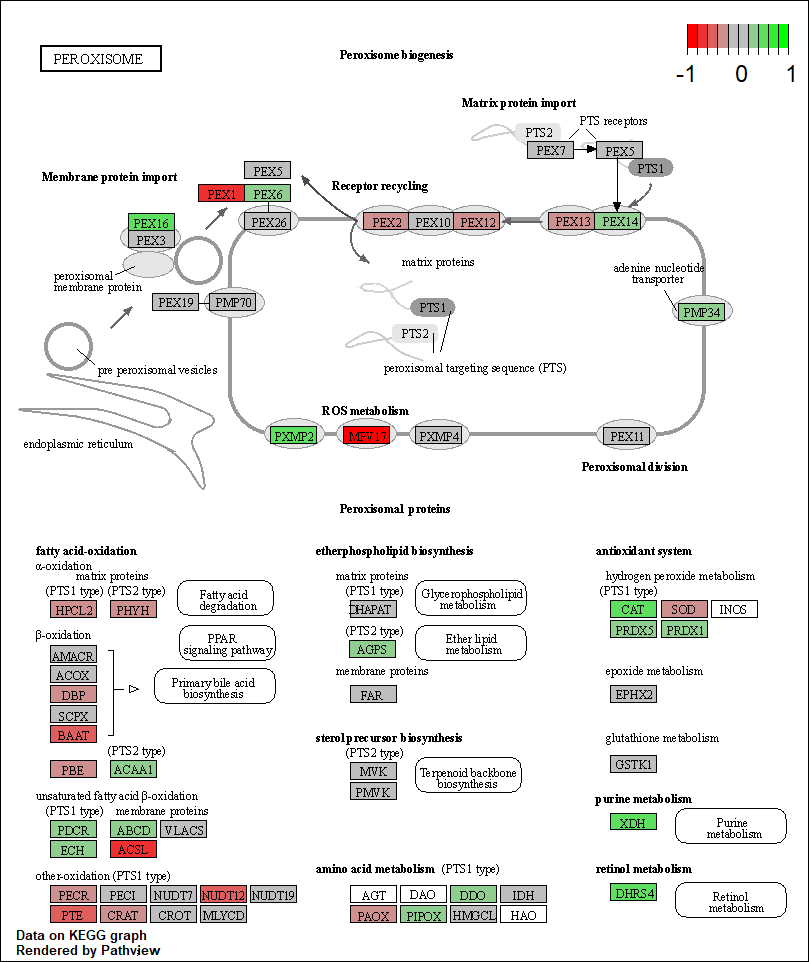 PEROXISOME
Peroxisome biogenesis
-1 0 1
Matrix protein import
PTS2
PTS receptors
PEX7
PEX5
PTS1
Membrane protein import
PEX5
PEX1
PEX6
Receptor recycling
PEX16
PEX3
PEX26
PEX2
PEX10
PEX12
PEX13
PEX14
matrix proteins
adenine nucleotide
transporter
peroxisomal
membrane protein
PEX19
PMP70
PTS1
PMP34
PTS2
pre peroxisomal vesicles
peroxisomal targeting sequence (PTS)
ROS metabolism
endoplasmic reticulum
PXMP2
MPV17
PXMP4
PEX11
Peroxisomal division
Peroxisomal proteins
fatty acid-oxidation
α-oxidation
matrix proteins
(PTS1 type) (PTS2 type)
HPCL2
PHYH
Fatty acid
degradation
β-oxidation
PPAR
signaling pathway
AMACR
ACOX
DBP
SCPX
BAAT
Primary bile acid
biosynthesis
(PTS2 type)
PBE
ACAA1
unsaturated fatty acid β-oxidation
(PTS1 type) membrane proteins
PDCR
ABCD
VLACS
ECH
ACSL
other-oxidation (PTS1 type)
PECR
PECI
NUDT7
NUDT12
NUDT19
PTE
CRAT
CROT
MLYCD
etherphospholipid biosynthesis
matrix proteins
(PTS1 type)
DHAPAT
Glycerophospholipid
metabolism
(PTS2 type)
AGPS
Ether lipid
metabolism
membrane proteins
FAR
sterol precursor biosynthesis
(PTS2 type)
MVK
PMVK
Terpenoid backbone
biosynthesis
amino acid metabolism (PTS1 type)
AGT
DAO
DDO
IDH
PAOX
PIPOX
HMGCL
HAO
antioxidant system
hydrogen peroxide metabolism
(PTS1 type)
CAT
SOD
INOS
PRDX5
PRDX1
epoxide metabolism
EPHX2
glutathione metabolism
GSTK1
purine metabolism
XDH
Purine
metabolism
retinol metabolism
DHRS4
Retinol
metabolism
Data on KEGG graph
Rendered by Pathview